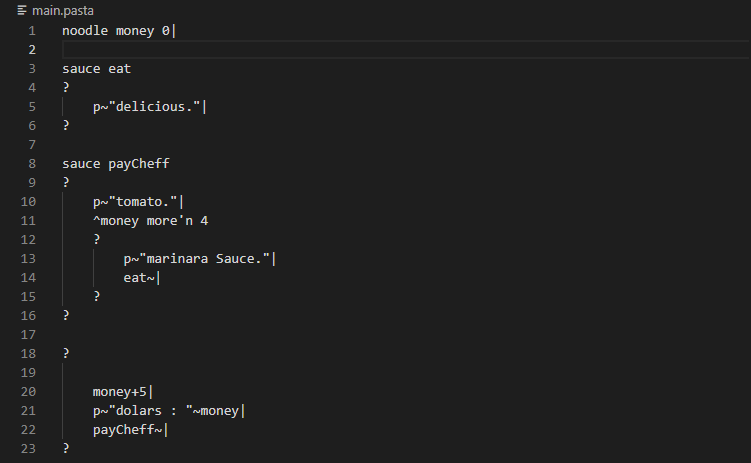 main.pasta
1 noodle money 0|
2
3 sauce eat
4 ?
5 p~"delicious."|
6 ?
7
8 sauce payCheff
9 ?
10 p~"tomato."|
11 ^money more'n 4
12 ?
13 p~"marinara Sauce."|
14 eat~|
15 ?
16 ?
17
18 ?
19
20 money+5|
21 p~"dolars : "~money|
22 payCheff~|
23 ?